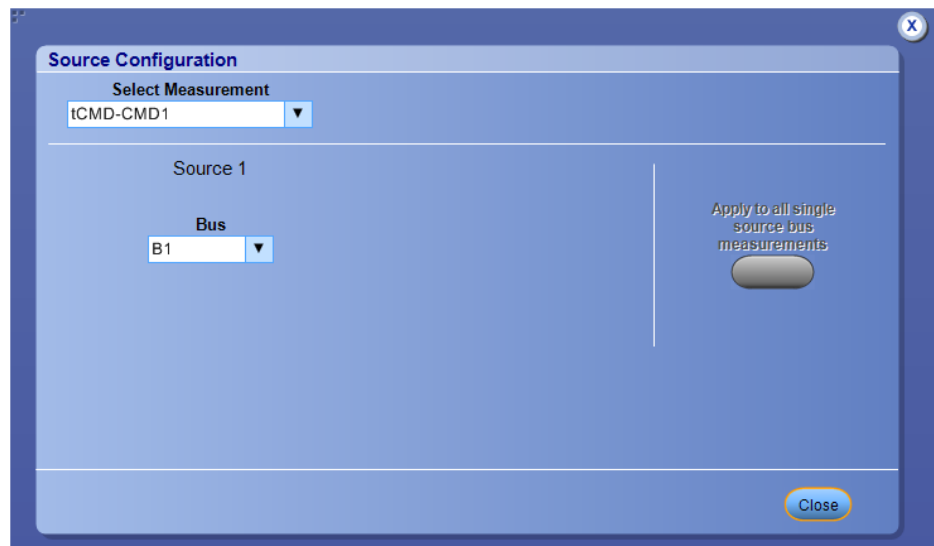 X
Source Configuration
Select Measurement
tCMD-CMD1
Source 1
Bus
B1
Apply to all single
source bus
measurements
Close